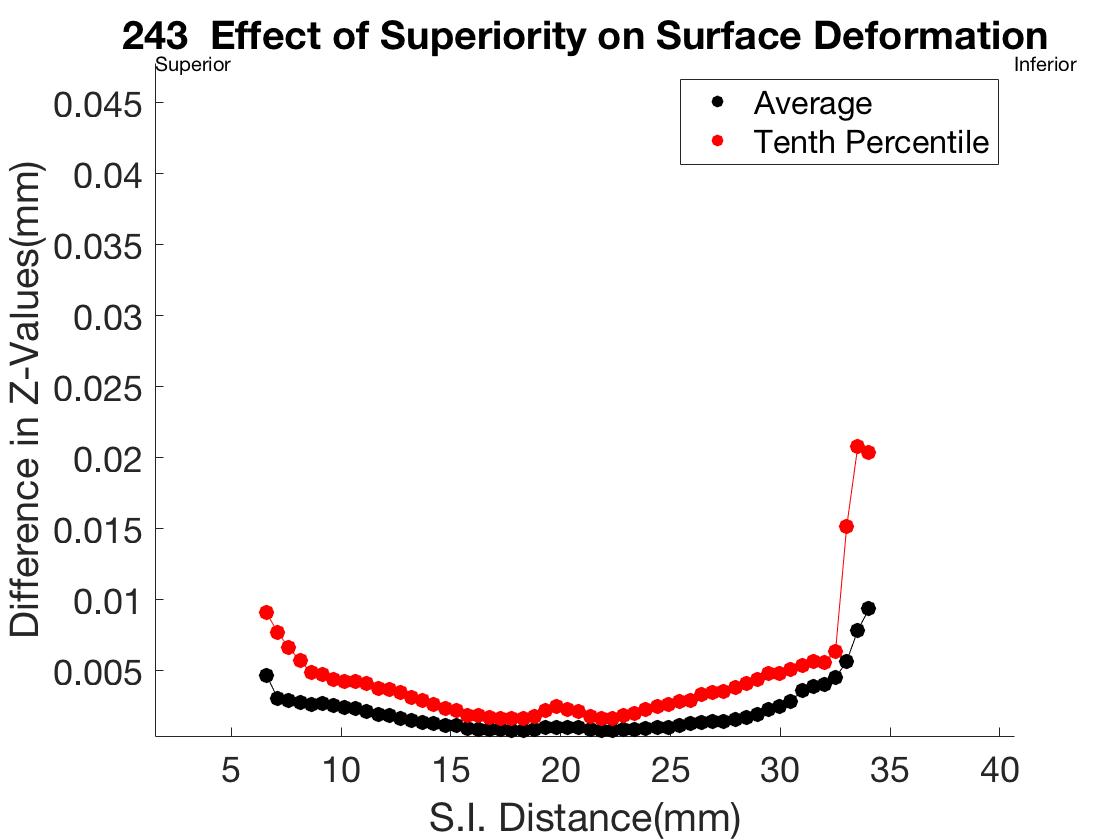 243  Effect of Superiority on Surface Deformation
Superior
Inferior
Average
Tenth Percentile
Difference in Z-Values(mm)
0.045
0.04
0.035
0.03
0.025
0.02
0.015
0.01
0.005
5 10 15 20 25 30 35 40
S.I. Distance(mm)